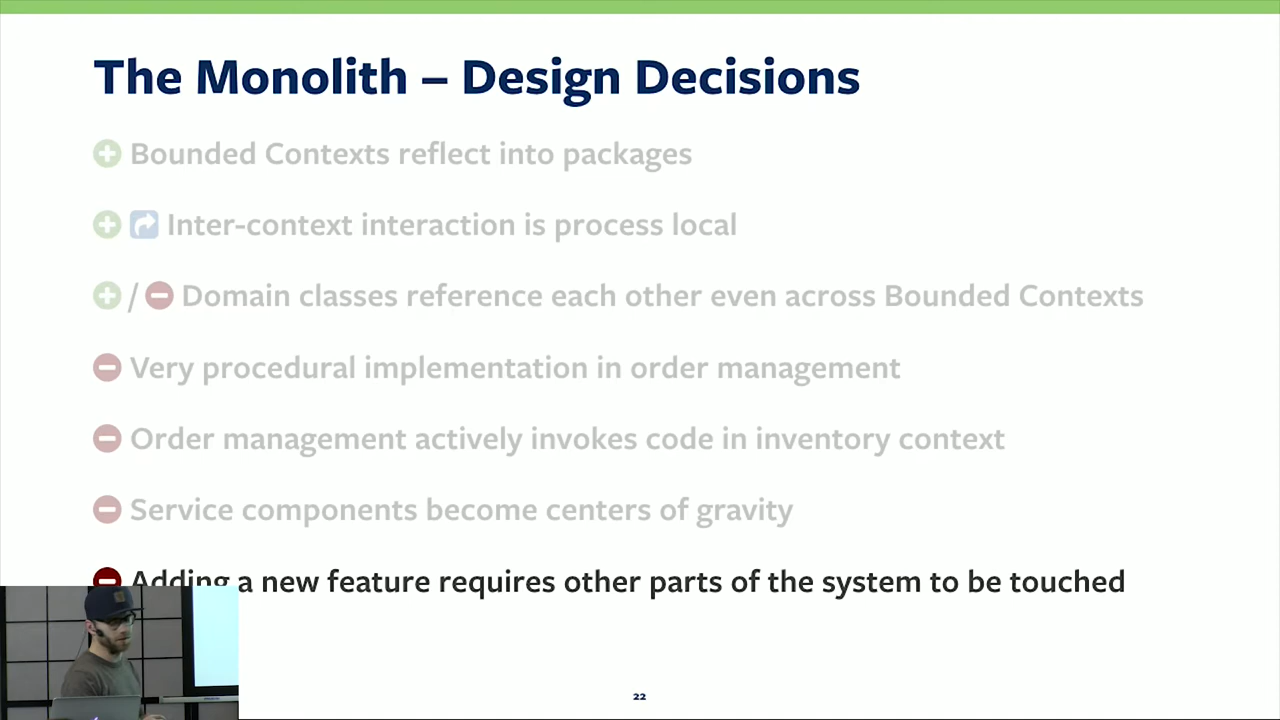 The Monolith – Design Decisions
Bounded Contexts reflect into packages
Inter-context interaction is process local
/ Domain classes reference each other even across Bounded Contexts
Very procedural implementation in order management
Order management actively invokes code in inventory context
Service components become centers of gravity
Adding a new feature requires other parts of the system to be touched
22